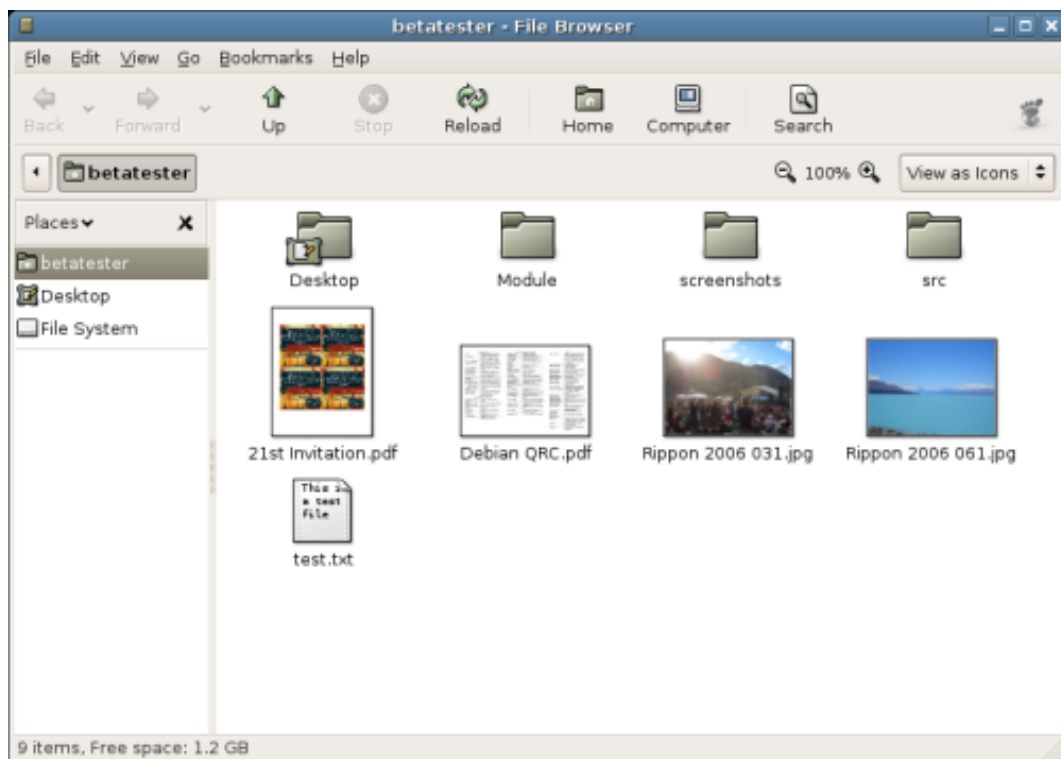 betatester - File Browser
File Edit View Go Bookmarks Help
Back Forward Up Stop Reload Home Computer Search
betatester 100% View as Icons
Places
betatester
Desktop
File System
Desktop Module screenshots src
21st Invitation.pdf Debian QRC.pdf Rippon 2006 031.jpg Rippon 2006 061.jpg
This i
a test
file
test.txt
9 items, Free space: 1.2 GB